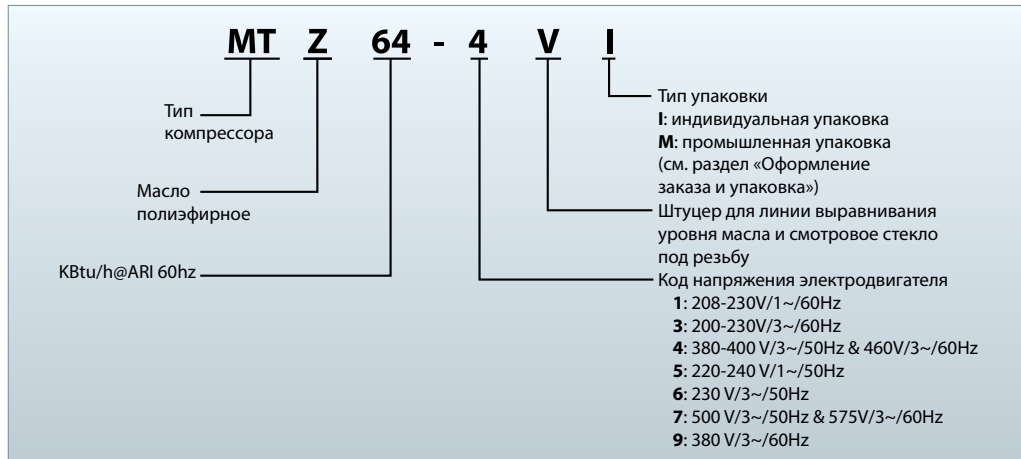 MT Z 64 - 4 V I
Тип
компрессора
Масло
полиэфирное
KBtu/h@ARI 60hz
Тип упаковки
I: индивидуальная упаковка
M: промышленная упаковка
(см. раздел «Оформление
заказа и упаковка»)
Штуцер для линии выравнивания
уровня масла и смотровое стекло
под резьбу
Код напряжения электродвигателя
1: 208-230V/1~/60Hz
3: 200-230V/3~/60Hz
4: 380-400 V/3~/50Hz & 460V/3~/60Hz
5: 220-240 V/1~/50Hz
6: 230 V/3~/50Hz
7: 500 V/3~/50Hz & 575V/3~/60Hz
9: 380 V/3~/60Hz